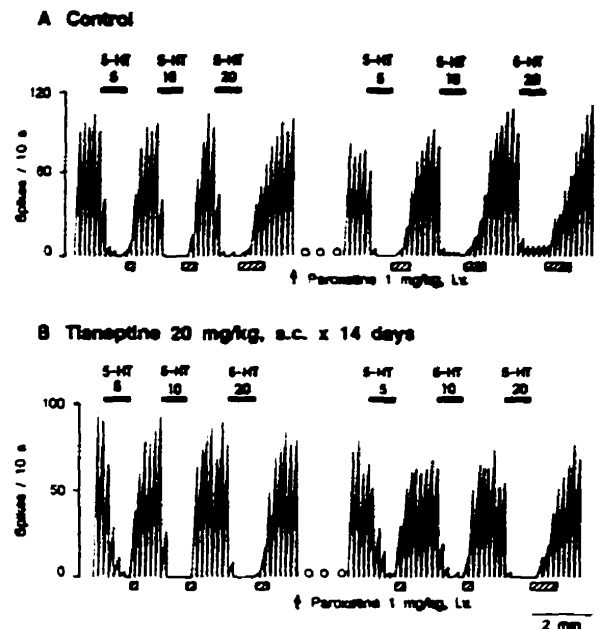 A Control
5-HT 5-HT 5-HT 5-HT 5-HT 5-HT
5 10 20 5 10 20
120
60
0
Spikes / 10 s
Paroxetine 1 mg/kg, i.v.
B Tianeptine 20 mg/kg, s.c. x 14 days
5-HT 5-HT 5-HT 5-HT 5-HT 5-HT
5 10 20 5 10 20
100
50
0
Spikes / 10 s
Paroxetine 1 mg/kg, i.v.
2 min